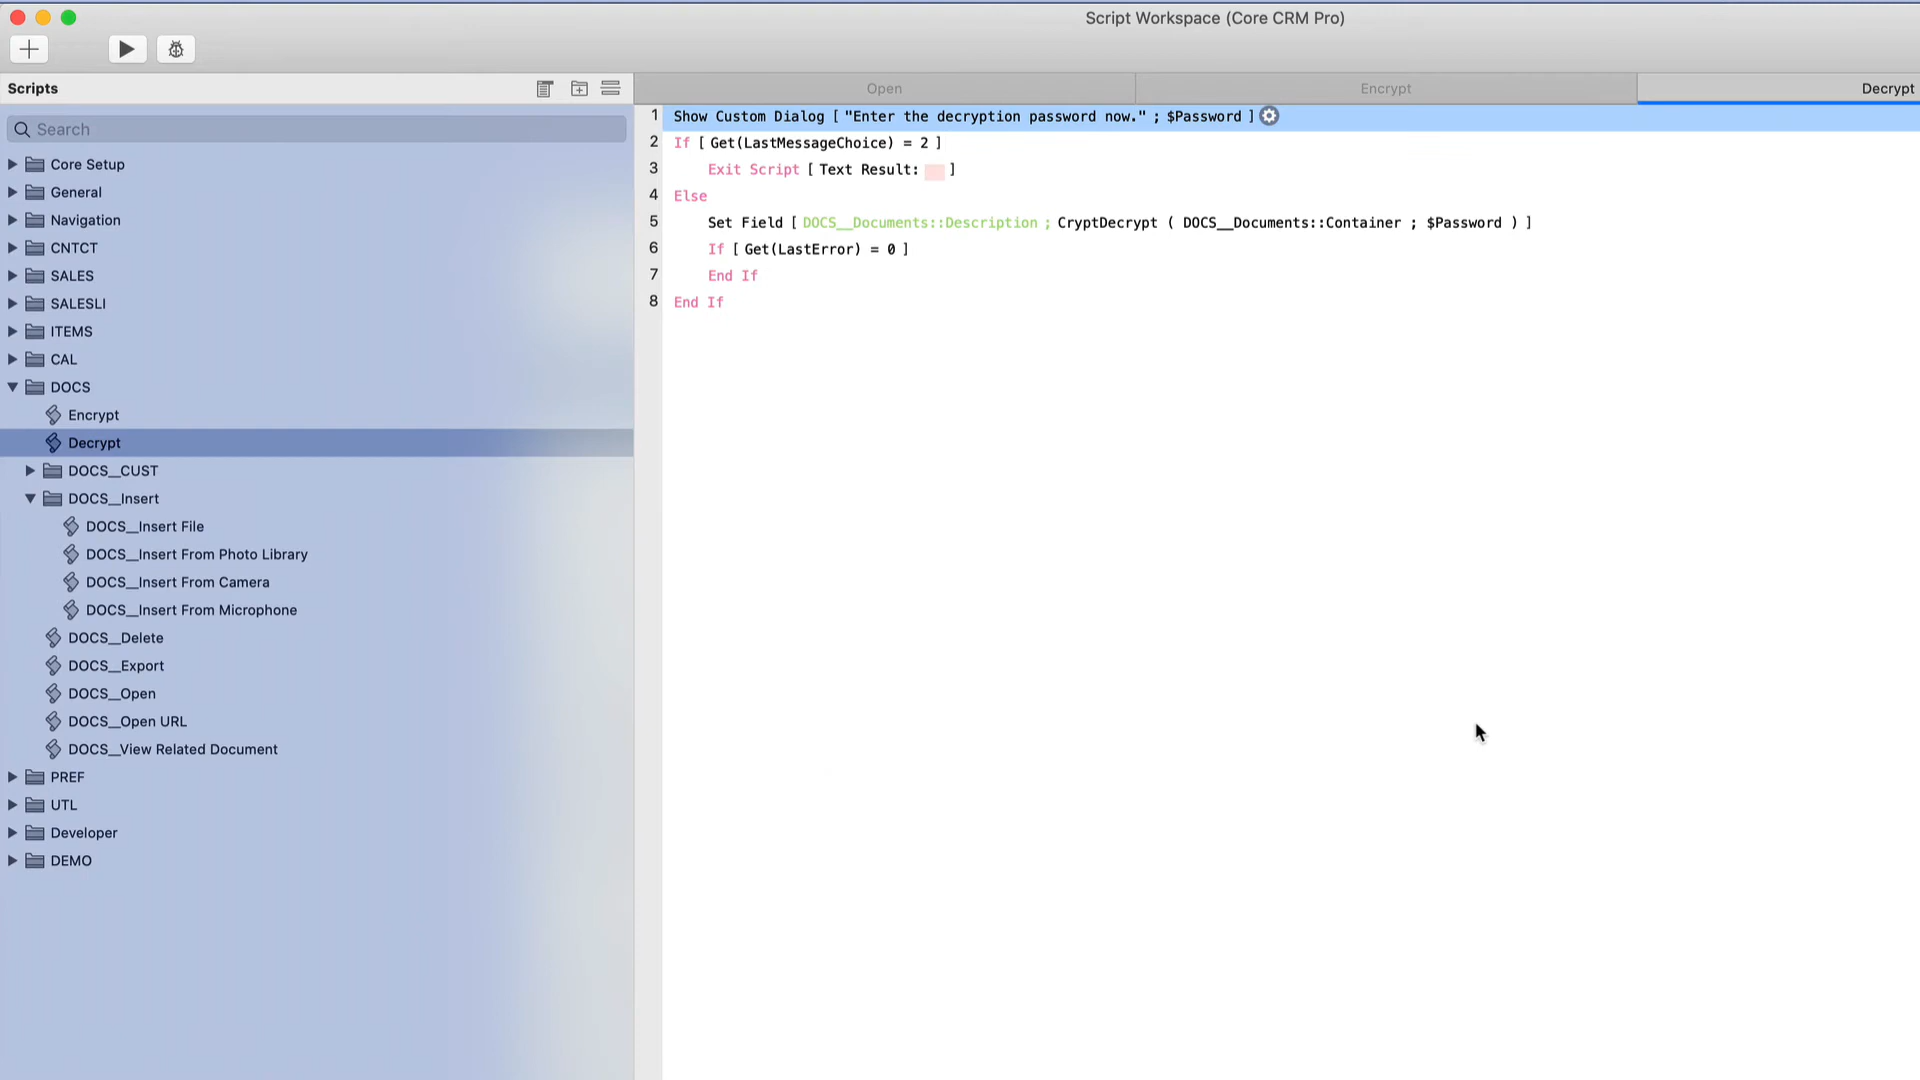 Script Workspace (Core CRM Pro)
Scripts
Open
Encrypt
Decrypt
Search
Core Setup
General
Navigation
CNTCT
SALES
SALESLI
ITEMS
CAL
DOCS
Encrypt
Decrypt
DOCS__CUST
DOCS__Insert
DOCS__Insert File
DOCS__Insert From Photo Library
DOCS__Insert From Camera
DOCS__Insert From Microphone
DOCS__Delete
DOCS__Export
DOCS__Open
DOCS__Open URL
DOCS__View Related Document
PREF
UTL
Developer
DEMO
1 Show Custom Dialog [ "Enter the decryption password now." ; $Password ]
2 If [ Get(LastMessageChoice) = 2 ]
3 Exit Script [ Text Result: ]
4 Else
5 Set Field [ DOCS__Documents::Description ; CryptDecrypt ( DOCS__Documents::Container ; $Password ) ]
6 If [ Get(LastError) = 0 ]
7 End If
8 End If